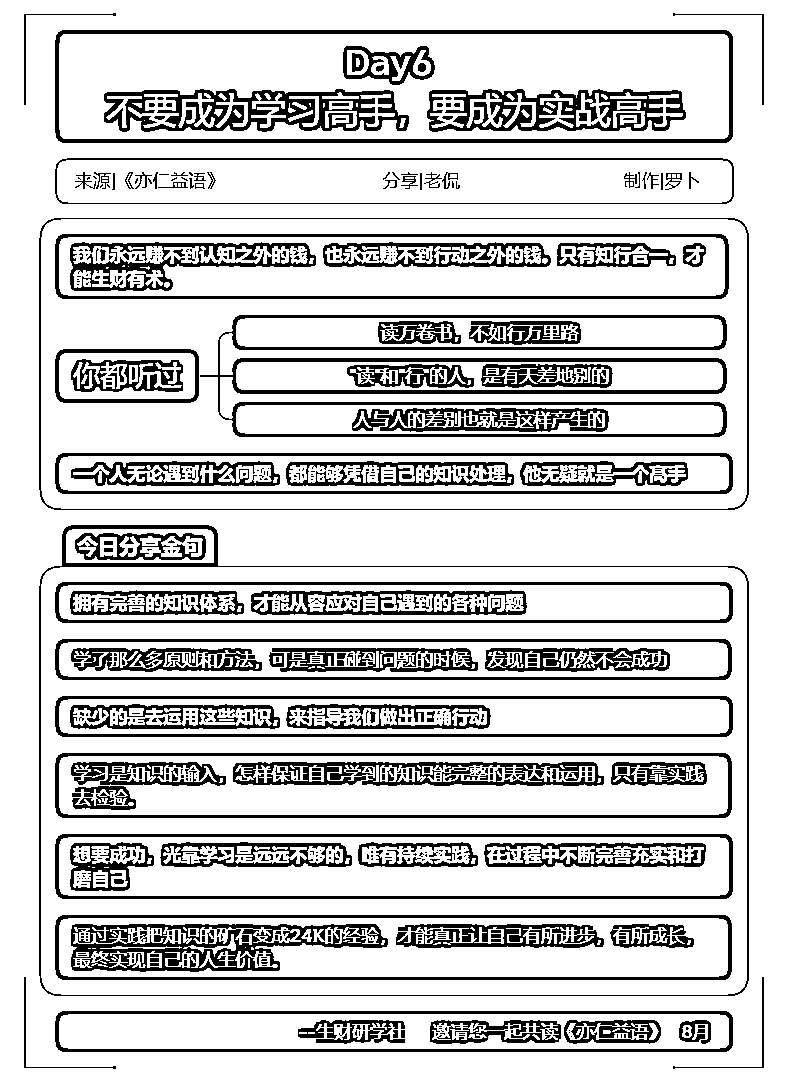 Day6
不要成为学习高手，要成为实战高手
来源|《亦仁益语》 分享|老侃 制作|罗卜
我们永远赚不到认知之外的钱，也永远赚不到行动之外的钱。只有知行合一，才
能生财有术。
你都听过
读万卷书，不如行万里路
“读”和“行”的人，是有天差地别的
人与人的差别也就是这样产生的
一个人无论遇到什么问题，都能够凭借自己的知识处理，他无疑就是一个高手
今日分享金句
拥有完善的知识体系，才能从容应对自己遇到的各种问题
学了那么多原则和方法，可是真正碰到问题的时候，发现自己仍然不会成功
缺少的是去运用这些知识，来指导我们做出正确行动
学习是知识的输入，怎样保证自己学到的知识能完整的表达和运用，只有靠实践
去检验。
想要成功，光靠学习是远远不够的，唯有持续实践，在过程中不断完善充实和打
磨自己
通过实践把知识的矿石变成24K的经验，才能真正让自己有所进步，有所成长，
最终实现自己的人生价值。
—生财研学社 邀请您一起共读《亦仁益语》 8月